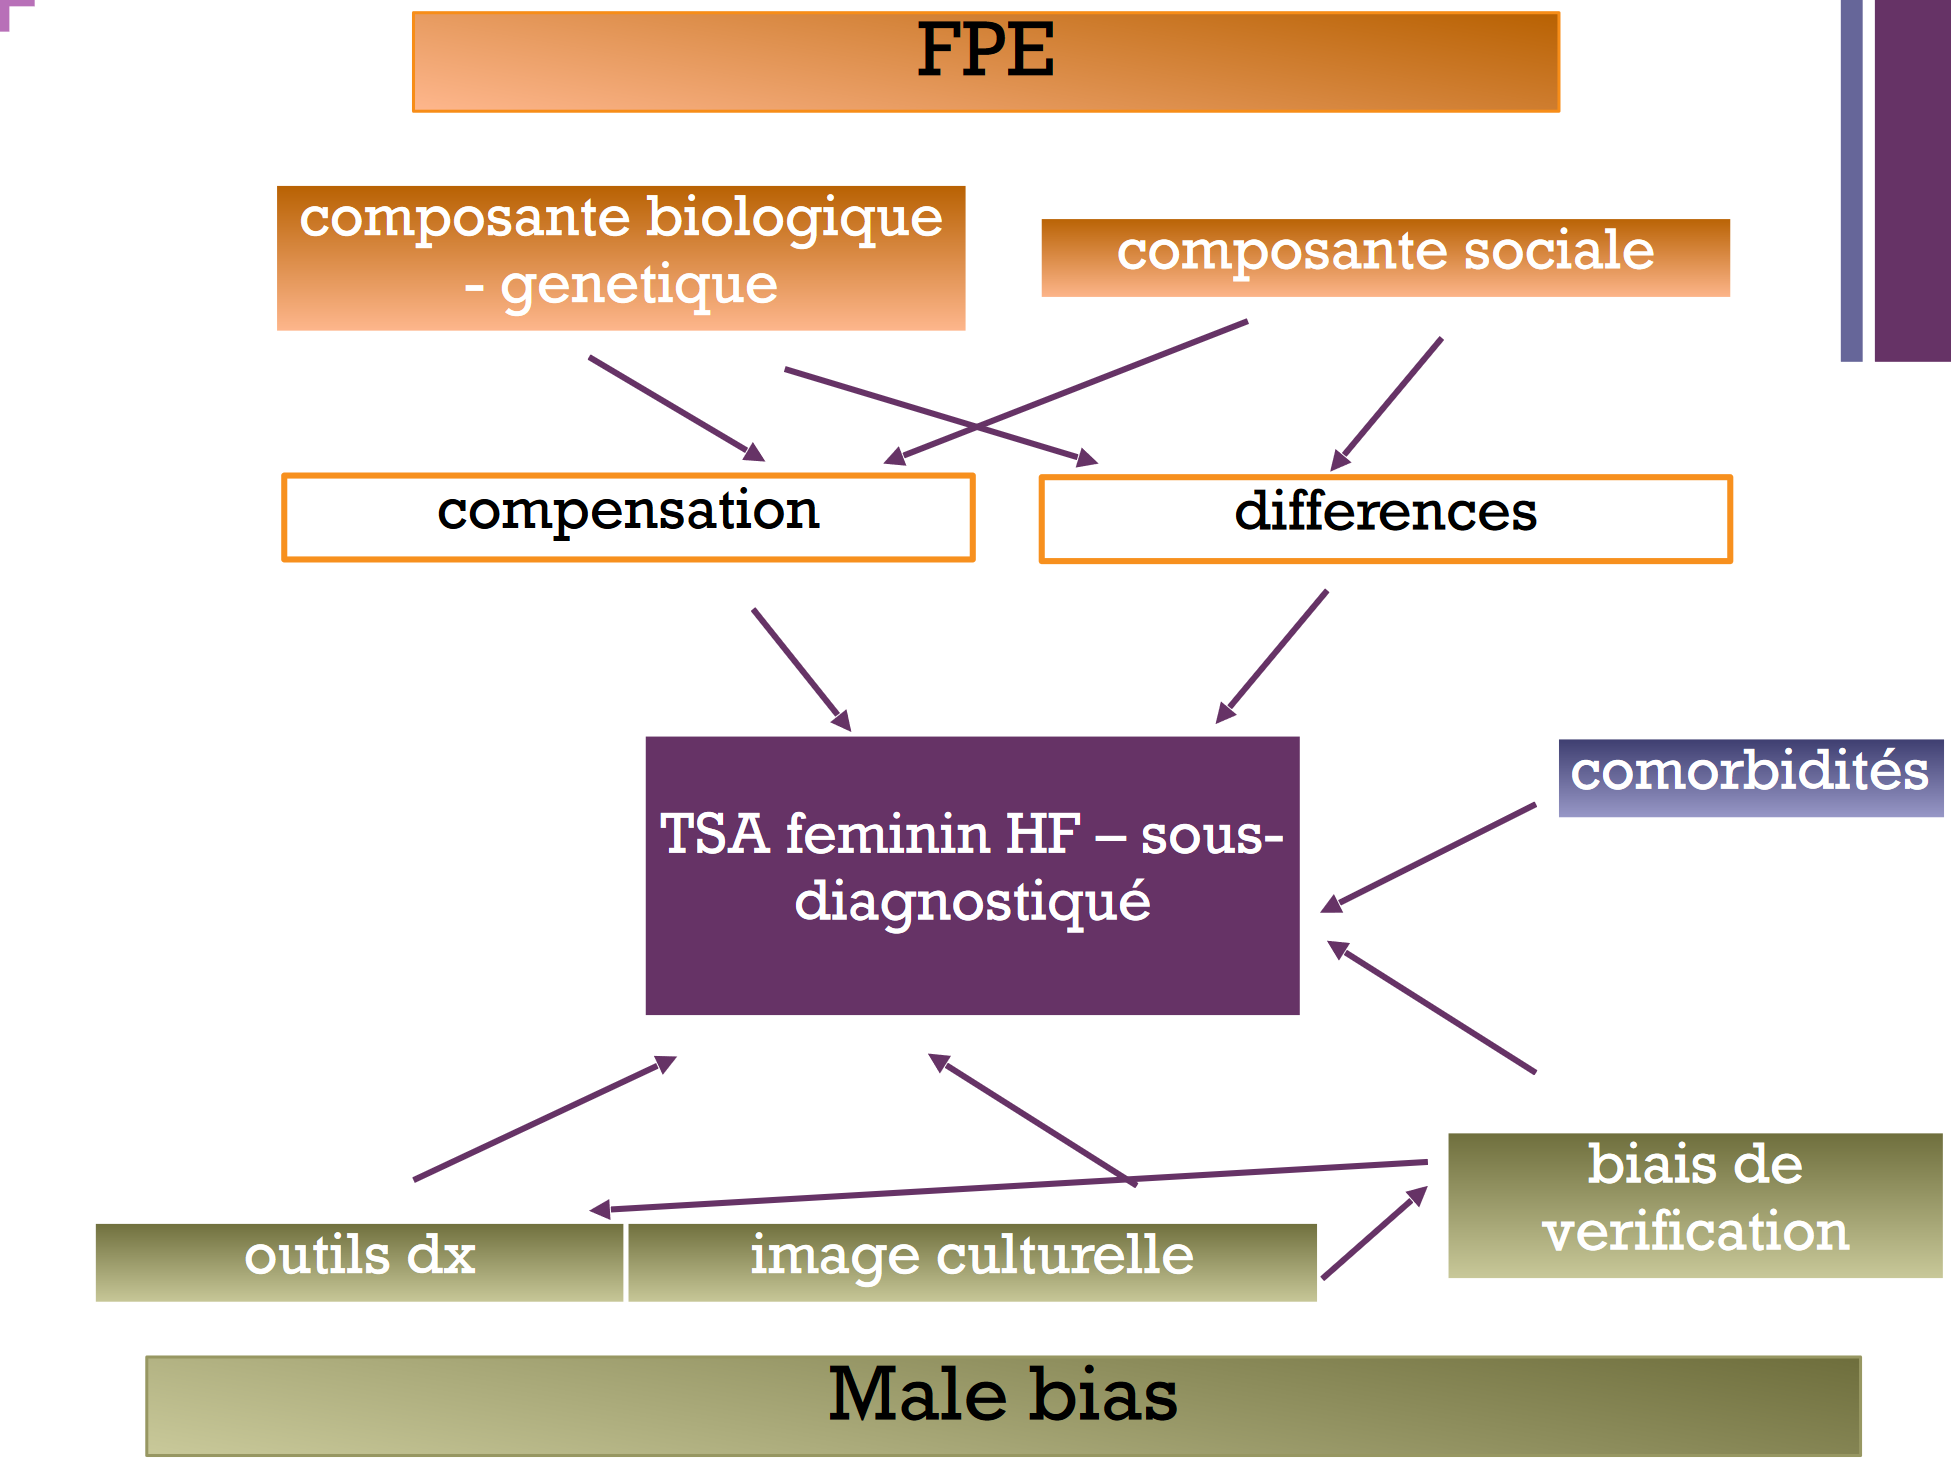 FPE
composante biologique
- genetique
composante sociale
compensation
differences
TSA feminin HF – sous-
diagnostiqué
comorbidités
biais de
verification
outils dx
image culturelle
Male bias